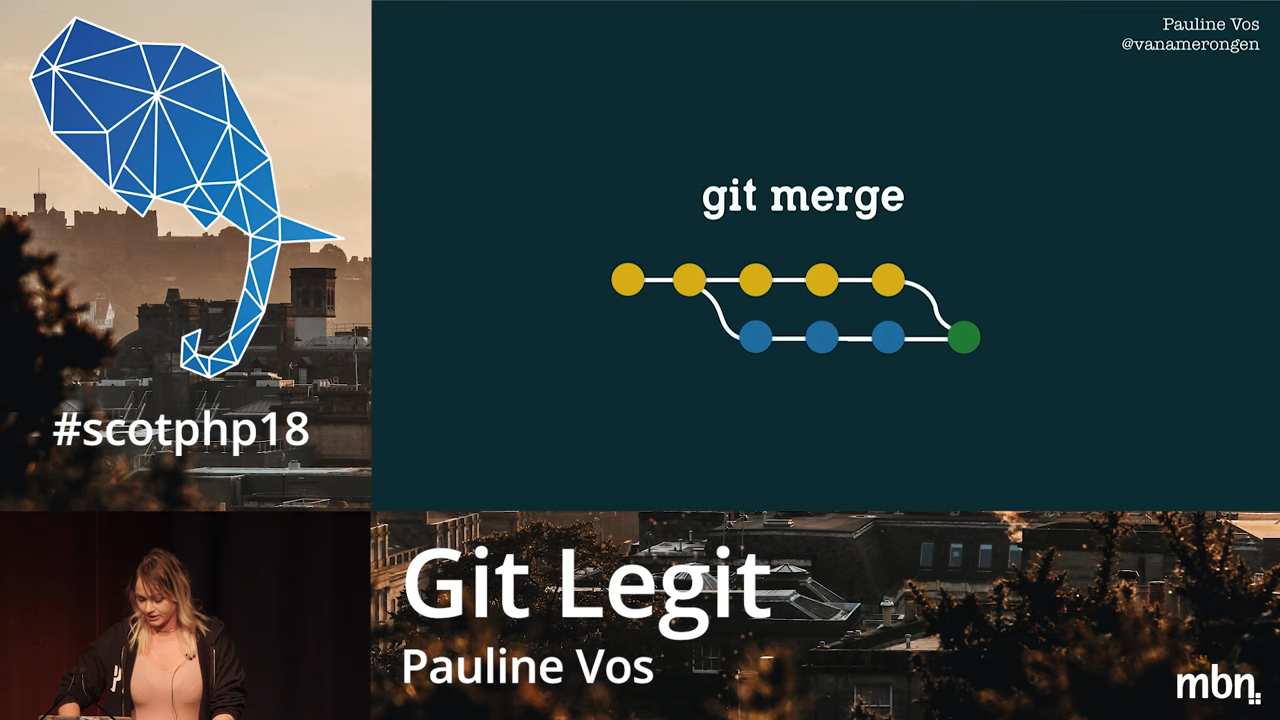 Pauline Vos
@vanamerongen
git merge
#scotphp18
Git Legit
Pauline Vos
mbn